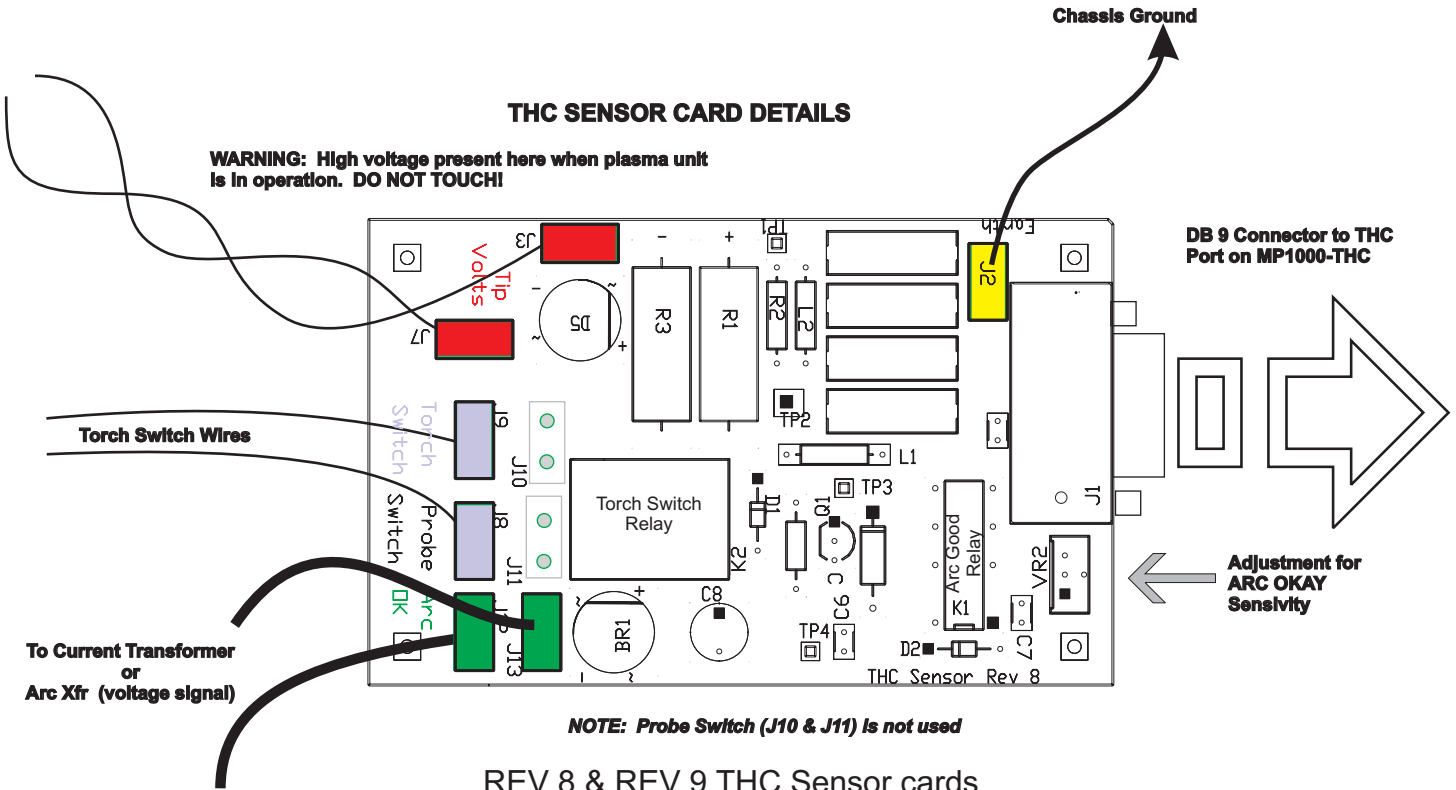 Chassis Ground
THC SENSOR CARD DETAILS
WARNING: High voltage present here when plasma unit
is in operation. DO NOT TOUCH!
DB 9 Connector to THC
Port on MP1000-THC
J3
Tip
Volts
J7
D5
-
~
~
+
-
+
R3
R1
TP1
R2
L2
TP2
Earth
J2
J1
Torch Switch Wires
Torch
Switch
J9
J10
Probe
Switch
J8
J11
Torch Switch
Relay
K2
D1
L1
TP3
Q1
C
Arc Good
Relay
K1
VR2
Adjustment for
ARC OKAY
Sensivity
Arc
OK
J13
~
+
BR1
-
~
C8
TP4
C9
D2
C7
THC Sensor Rev 8
To Current Transformer
or
Arc Xfr (voltage signal)
NOTE: Probe Switch (J10 & J11) is not used
REV 8 & REV 9 THC Sensor cards